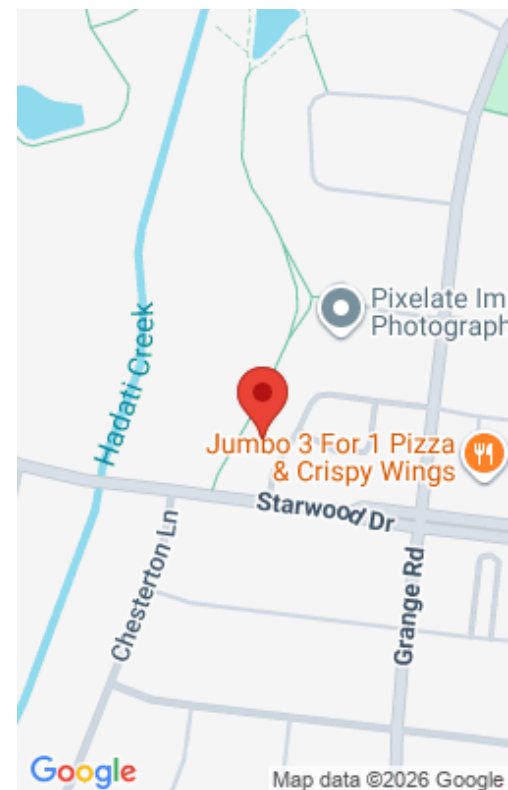 Pixelate Im
Photograph
Hadati Creek
Jumbo 3 For 1 Pizza
& Crispy Wings
Starwood Dr
Chesterton Ln
Grange Rd
Google
Map data ©2026 Google